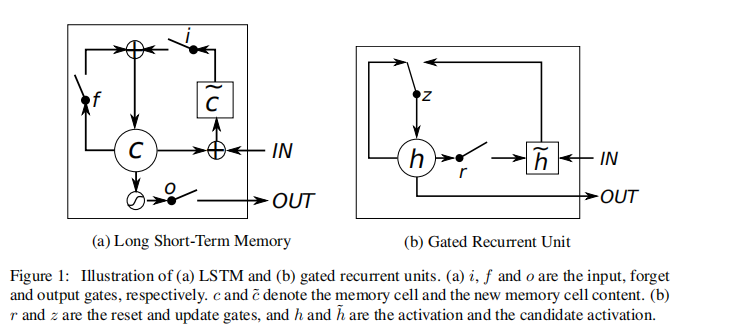 i
f
c̃
c
IN
o
OUT
z
h
r
h̃
IN
OUT
(a) Long Short-Term Memory
(b) Gated Recurrent Unit
Figure 1: Illustration of (a) LSTM and (b) gated recurrent units. (a) i, f and o are the input, forget
and output gates, respectively. c and c̃ denote the memory cell and the new memory cell content. (b)
r and z are the reset and update gates, and h and h̃ are the activation and the candidate activation.